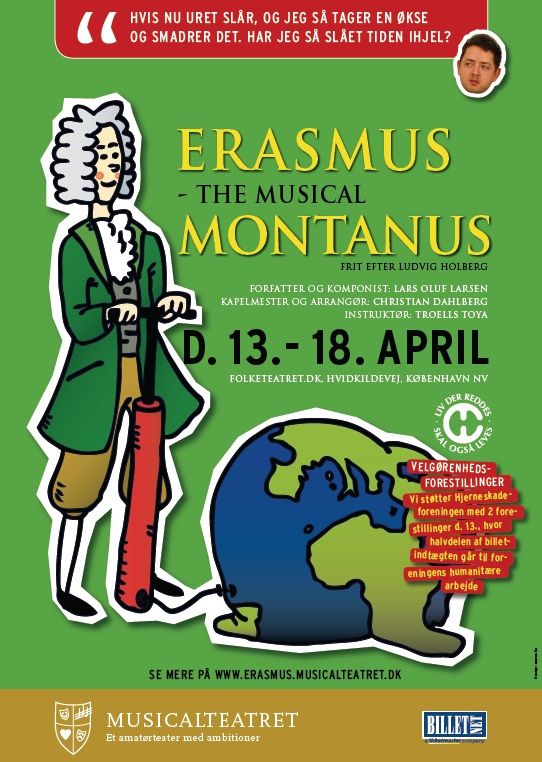 HVIS NU URET SLÅR, OG JEG SÅ TAGER EN ØKSE
OG SMADRER DET. HAR JEG SÅ SLÅET TIDEN IHJEL?
ERASMUS
- THE MUSICAL
MONTANUS
FRIT EFTER LUDVIG HOLBERG
FORFATTER OG KOMPONIST: LARS OLUF LARSEN
KAPELMESTER OG ARRANGØR: CHRISTIAN DAHLBERG
INSTRUKTØR: TROELLS TOYA
D. 13.- 18. APRIL
FOLKETEATRET.DK, HVIDKILDEVEJ, KØBENHAVN NV
LIV DER REDDES
SKAL OGSÅ LEVES
VELGØRENHEDS-
FORESTILLINGER
Vi støtter Hjerneskade-
foreningen med 2 fore-
stillinger d. 13., hvor
halvdelen af billet-
indtægten går til for-
eningens humanitære
arbejde
SE MERE PÅ WWW.ERASMUS.MUSICALTEATRET.DK
MUSICALTEATRET
Et amatørteater med ambitioner
BILLET
NET
a ticketmaster company